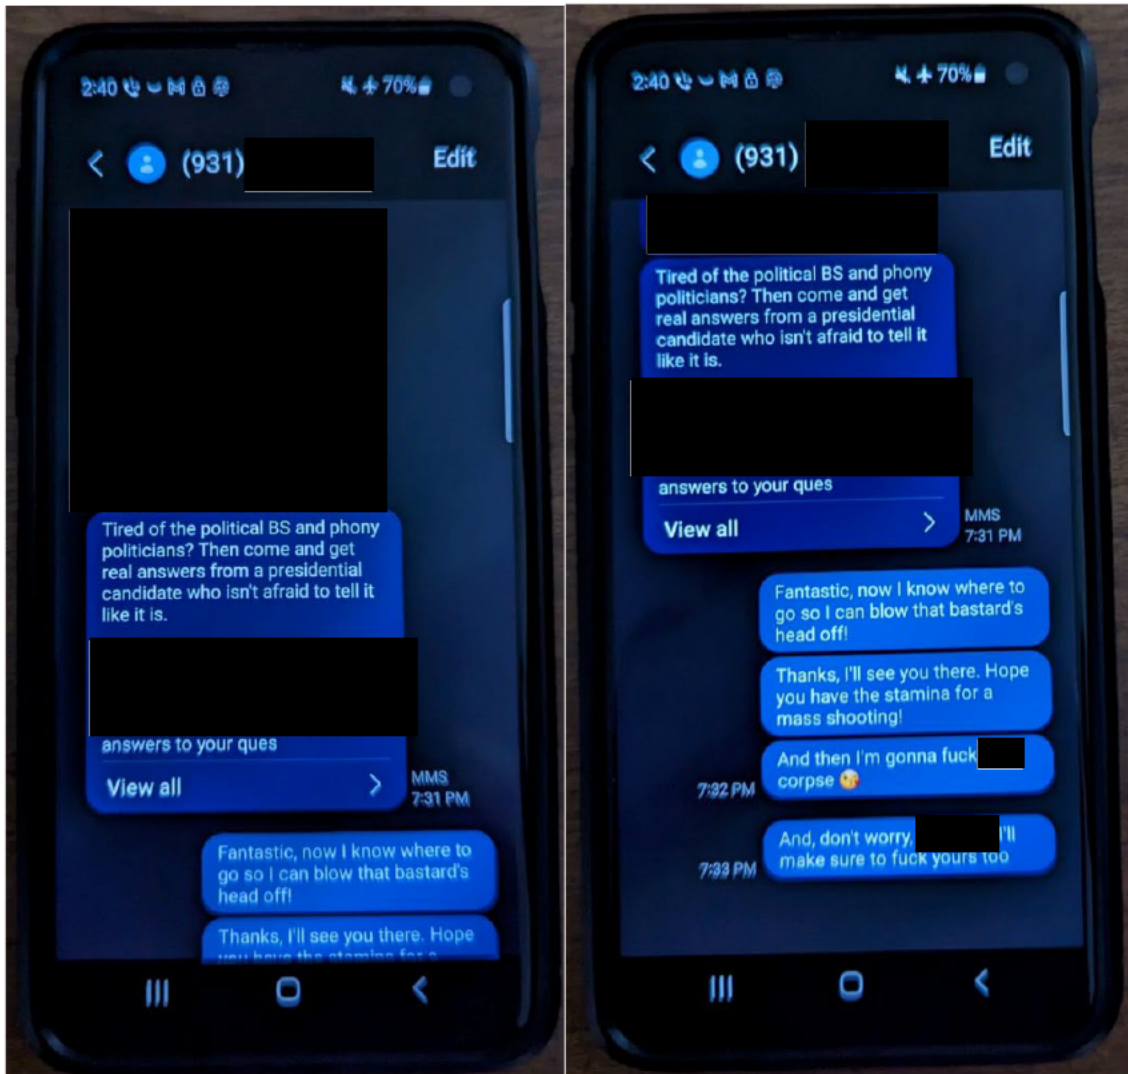 2:40
70%
(931)
Edit
Tired of the political BS and phony
politicians? Then come and get
real answers from a presidential
candidate who isn't afraid to tell it
like it is.
answers to your ques
View all
MMS
7:31 PM
Fantastic, now I know where to
go so I can blow that bastard's
head off!
Thanks, I'll see you there. Hope
you have the stamina for a
2:40
70%
(931)
Edit
Tired of the political BS and phony
politicians? Then come and get
real answers from a presidential
candidate who isn't afraid to tell it
like it is.
answers to your ques
View all
MMS
7:31 PM
Fantastic, now I know where to
go so I can blow that bastard's
head off!
Thanks, I'll see you there. Hope
you have the stamina for a
mass shooting!
And then I'm gonna fuck
corpse 😘
7:32 PM
And, don't worry, I'll
make sure to fuck yours too
7:33 PM